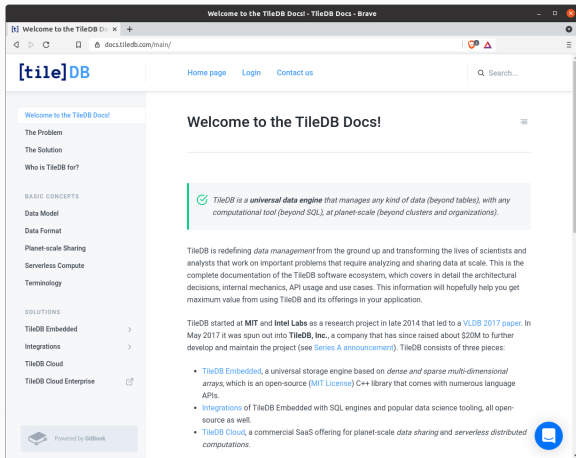 Welcome to the TileDB Docs! - TileDB Docs - Brave
[t] Welcome to the TileDB Do
docs.tiledb.com/main/
[tile]DB
Home page Login Contact us
Search...
Welcome to the TileDB Docs!
The Problem
The Solution
Who is TileDB for?
BASIC CONCEPTS
Data Model
Data Format
Planet-scale Sharing
Serverless Compute
Terminology
SOLUTIONS
TileDB Embedded
Integrations
TileDB Cloud
TileDB Cloud Enterprise
Powered by GitBook
Welcome to the TileDB Docs!
TileDB is a universal data engine that manages any kind of data (beyond tables), with any
computational tool (beyond SQL), at planet-scale (beyond clusters and organizations).
TileDB is redefining data management from the ground up and transforming the lives of scientists and
analysts that work on important problems that require analyzing and sharing data at scale. This is the
complete documentation of the TileDB software ecosystem, which covers in detail the architectural
decisions, internal mechanics, API usage and use cases. This information will hopefully help you get
maximum value from using TileDB and its offerings in your application.
TileDB started at MIT and Intel Labs as a research project in late 2014 that led to a VLDB 2017 paper. In
May 2017 it was spun out into TileDB, Inc., a company that has since raised about $20M to further
develop and maintain the project (see Series A announcement). TileDB consists of three pieces:
• TileDB Embedded, a universal storage engine based on dense and sparse multi-dimensional
arrays, which is an open-source (MIT License) C++ library that comes with numerous language
APIs.
• Integrations of TileDB Embedded with SQL engines and popular data science tooling, all open-
source as well.
• TileDB Cloud, a commercial SaaS offering for planet-scale data sharing and serverless distributed
computations.